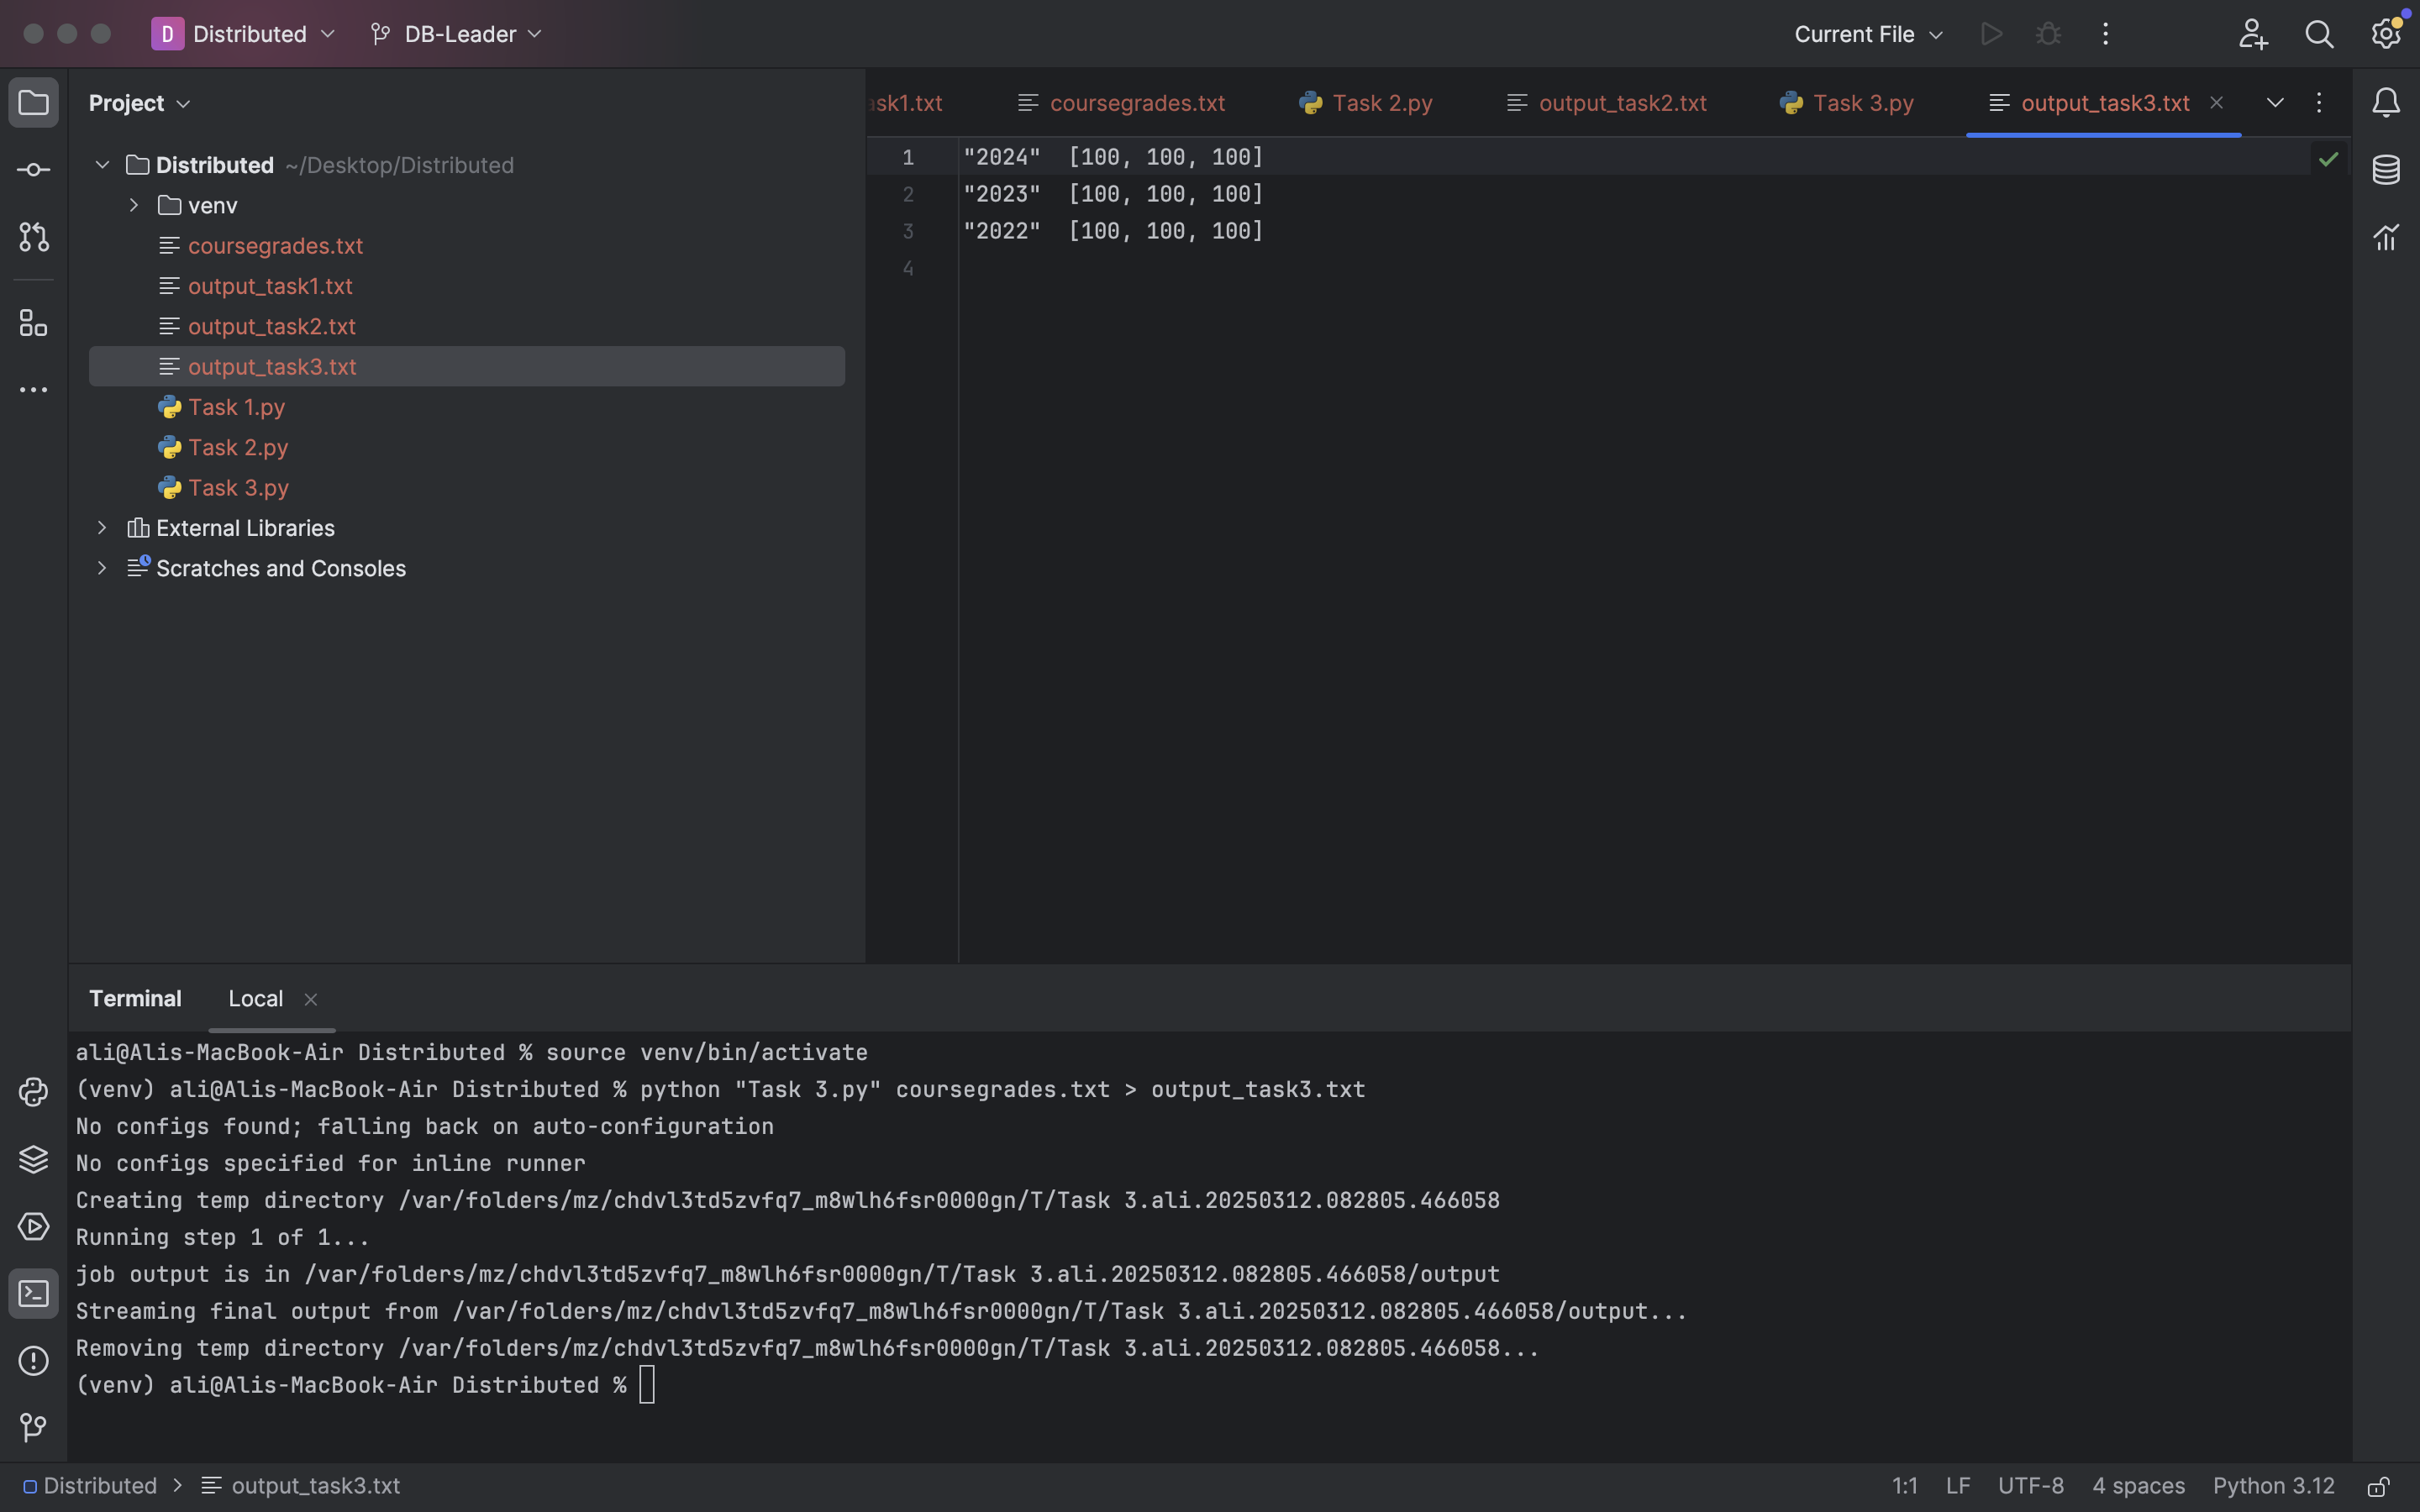 D Distributed DB-Leader Current File
Project
Distributed ~/Desktop/Distributed
venv
coursegrades.txt
output_task1.txt
output_task2.txt
output_task3.txt
Task 1.py
Task 2.py
Task 3.py
External Libraries
Scratches and Consoles
ask1.txt coursegrades.txt Task 2.py output_task2.txt Task 3.py output_task3.txt
1 "2024" [100, 100, 100]
2 "2023" [100, 100, 100]
3 "2022" [100, 100, 100]
4
Terminal Local
ali@Alis-MacBook-Air Distributed % source venv/bin/activate
(venv) ali@Alis-MacBook-Air Distributed % python "Task 3.py" coursegrades.txt > output_task3.txt
No configs found; falling back on auto-configuration
No configs specified for inline runner
Creating temp directory /var/folders/mz/chdvl3td5zvfq7_m8wlh6fsr0000gn/T/Task 3.ali.20250312.082805.466058
Running step 1 of 1...
job output is in /var/folders/mz/chdvl3td5zvfq7_m8wlh6fsr0000gn/T/Task 3.ali.20250312.082805.466058/output
Streaming final output from /var/folders/mz/chdvl3td5zvfq7_m8wlh6fsr0000gn/T/Task 3.ali.20250312.082805.466058/output...
Removing temp directory /var/folders/mz/chdvl3td5zvfq7_m8wlh6fsr0000gn/T/Task 3.ali.20250312.082805.466058...
(venv) ali@Alis-MacBook-Air Distributed %
Distributed > output_task3.txt 1:1 LF UTF-8 4 spaces Python 3.12